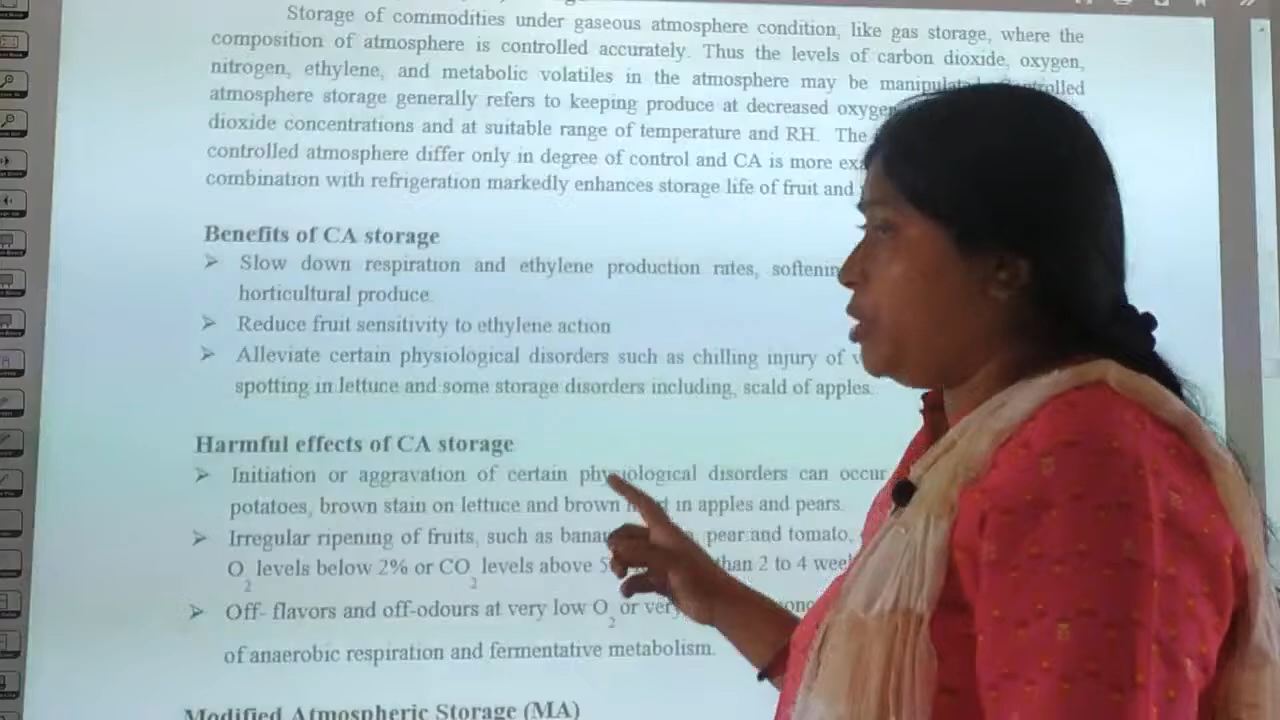 Storage of commodities under gaseous atmosphere condition, like gas storage, where the
composition of atmosphere is controlled accurately. Thus the levels of carbon dioxide, oxygen,
nitrogen, ethylene, and metabolic volatiles in the atmosphere may be
atmosphere storage generally refers to keeping produce at decreased
dioxide concentrations and at suitable range of temperature and RH. The
controlled atmosphere differ only in degree of control and CA is more
combination with refrigeration markedly enhances storage life of fruit and
Benefits of CA storage
➢ Slow down respiration and ethylene production rates,
horticultural produce.
➢ Reduce fruit sensitivity to ethylene action
➢ Alleviate certain physiological disorders such as chilling injury of
spotting in lettuce and some storage disorders including, scald of apples.
Harmful effects of CA storage
➢ Initiation or aggravation of certain physiological disorders can occur
potatoes, brown stain on lettuce and brown in apples and pears.
➢ Irregular ripening of fruits, such as pear and tomato,
O2 levels below 2% or CO2 levels above than 2 to 4
➢ Off- flavors and off-odours at very low O2 or
of anaerobic respiration and fermentative metabolism.
Modified Atmospheric Storage (MA)